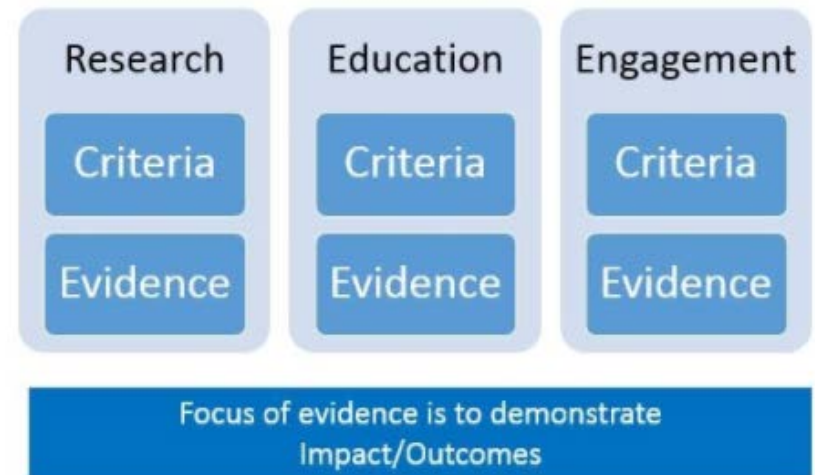 Research
Criteria
Evidence
Education
Criteria
Evidence
Engagement
Criteria
Evidence
Focus of evidence is to demonstrate
Impact/Outcomes